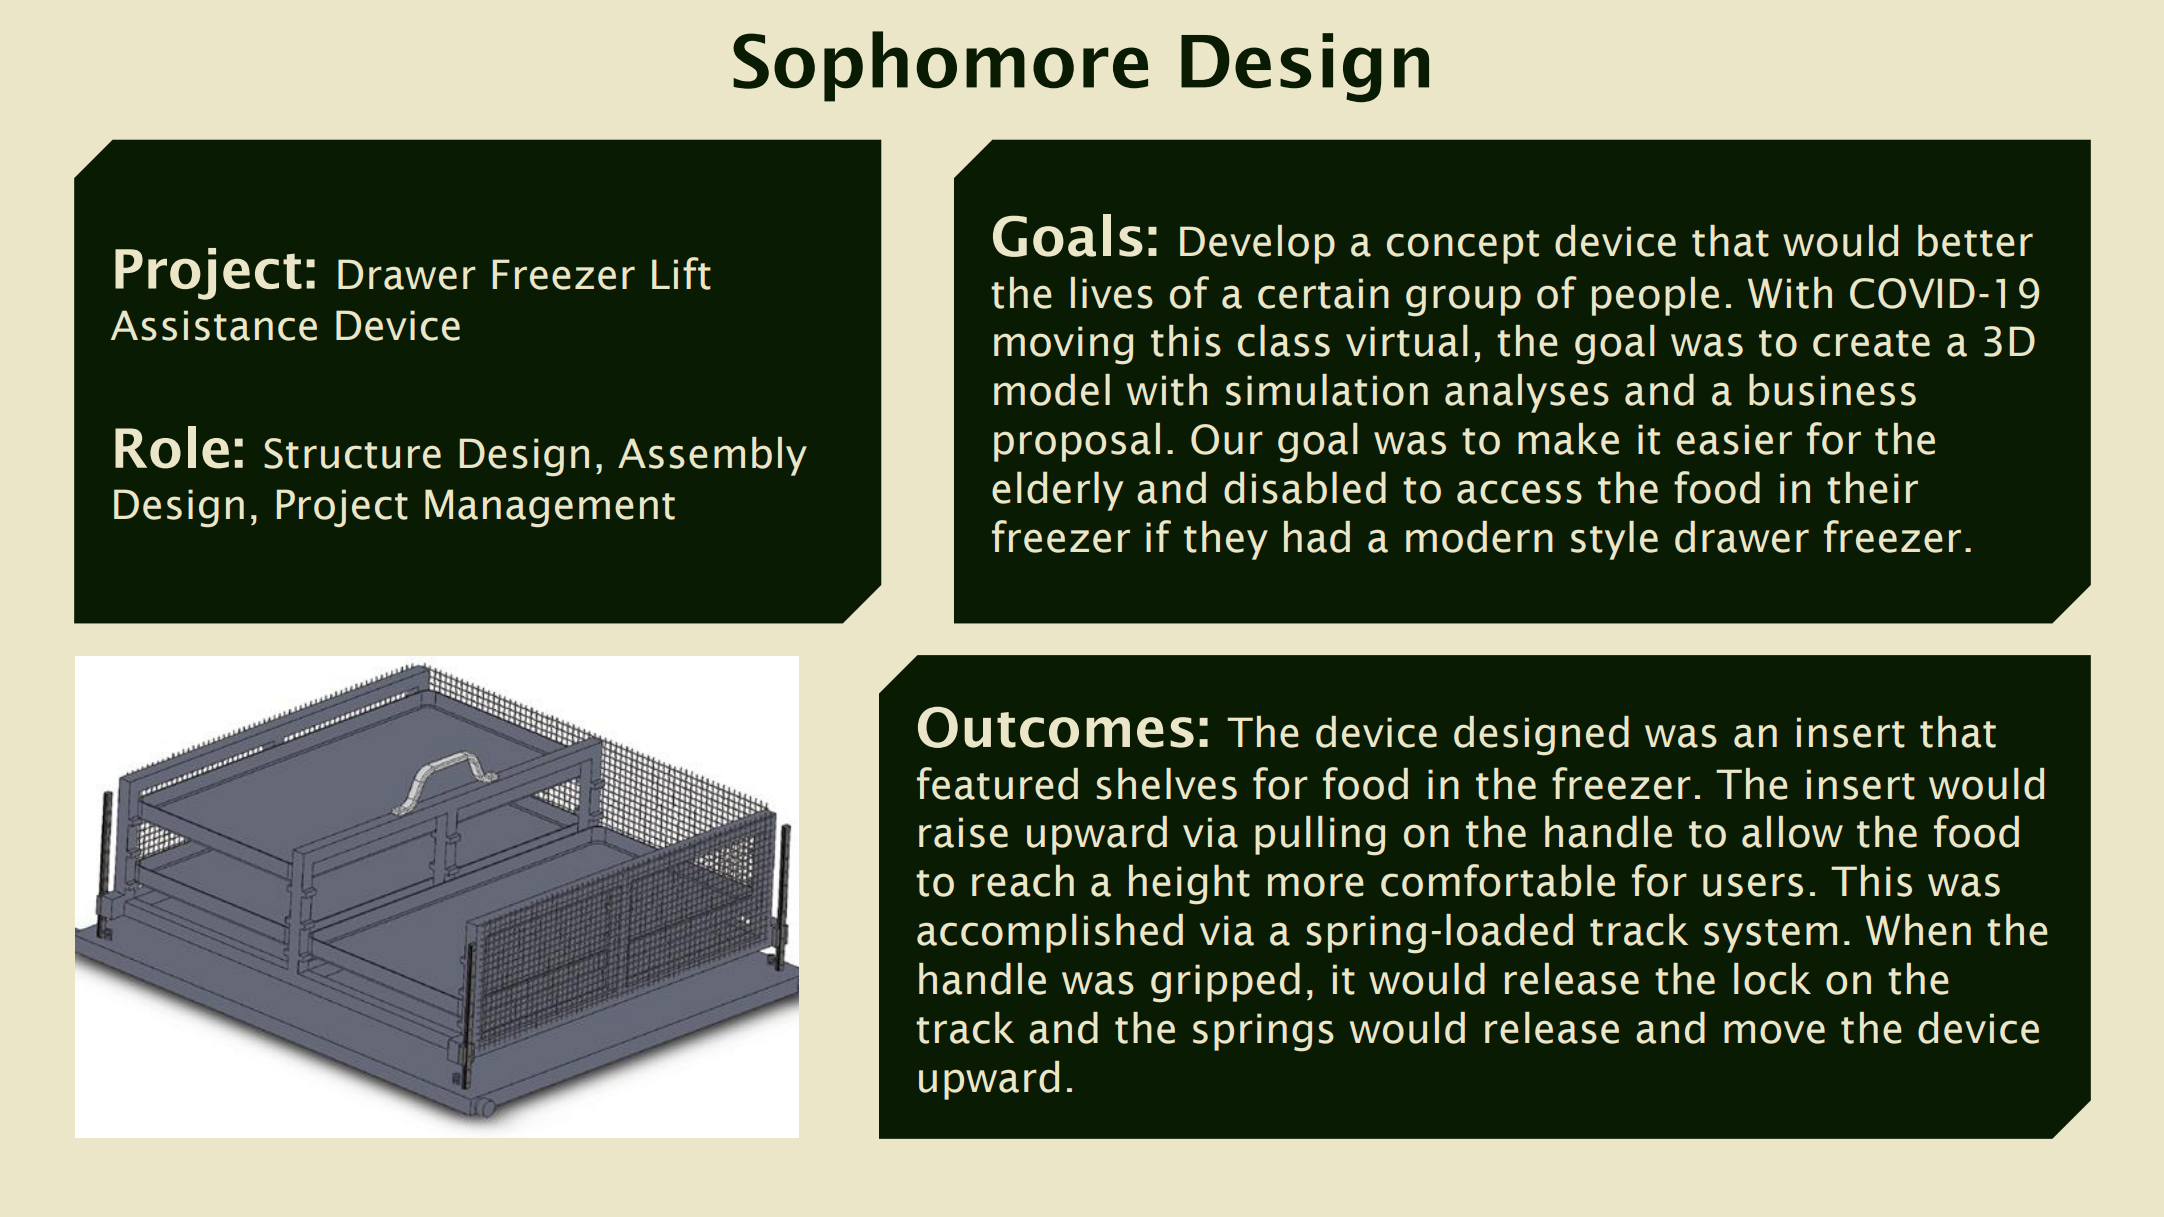 Sophomore Design
Project: Drawer Freezer Lift
Assistance Device
Role: Structure Design, Assembly
Design, Project Management
Goals: Develop a concept device that would better
the lives of a certain group of people. With COVID-19
moving this class virtual, the goal was to create a 3D
model with simulation analyses and a business
proposal. Our goal was to make it easier for the
elderly and disabled to access the food in their
freezer if they had a modern style drawer freezer.
Outcomes: The device designed was an insert that
featured shelves for food in the freezer. The insert would
raise upward via pulling on the handle to allow the food
to reach a height more comfortable for users. This was
accomplished via a spring-loaded track system. When the
handle was gripped, it would release the lock on the
track and the springs would release and move the device
upward.